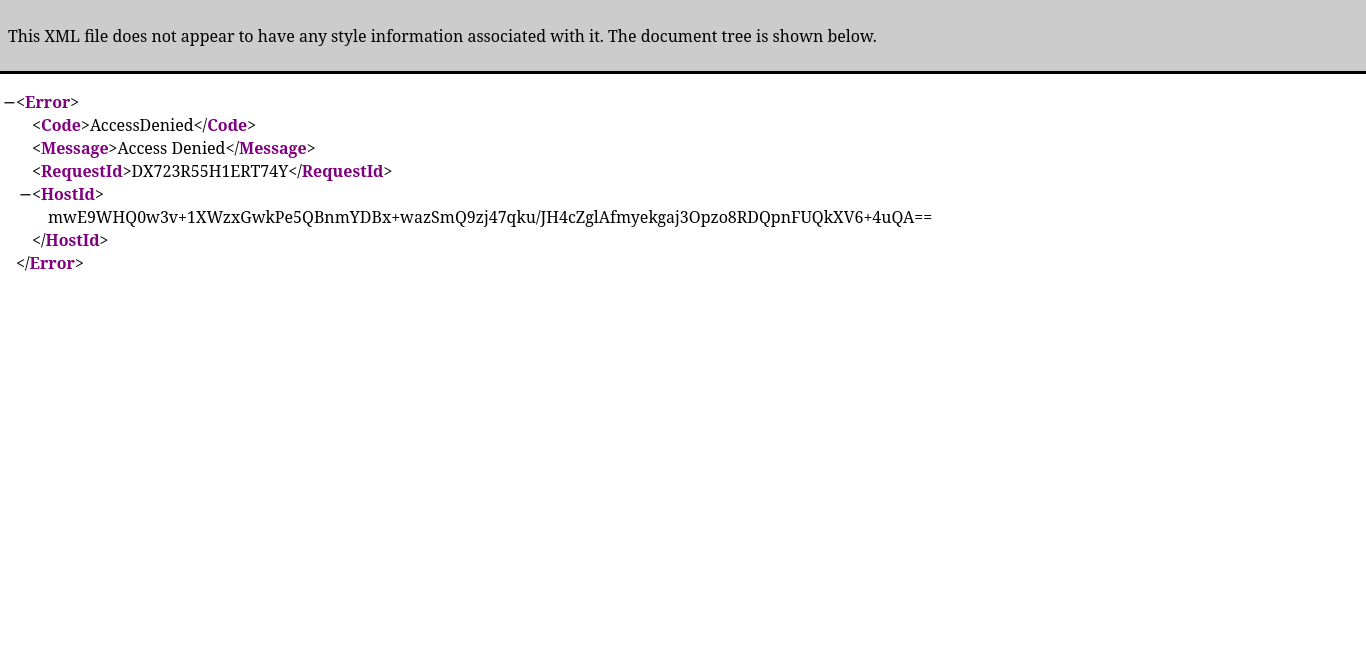 This XML file does not appear to have any style information associated with it. The document tree is shown below.
−<Error>
<Code>AccessDenied</Code>
<Message>Access Denied</Message>
<RequestId>DX723R55H1ERT74Y</RequestId>
−<HostId>
mwE9WHQ0w3v+1XWzxGwkPe5QBnmYDBx+wazSmQ9zj47qku/JH4cZglAfmyekgaj3Opzo8RDQpnFUQkXV6+4uQA==
</HostId>
</Error>